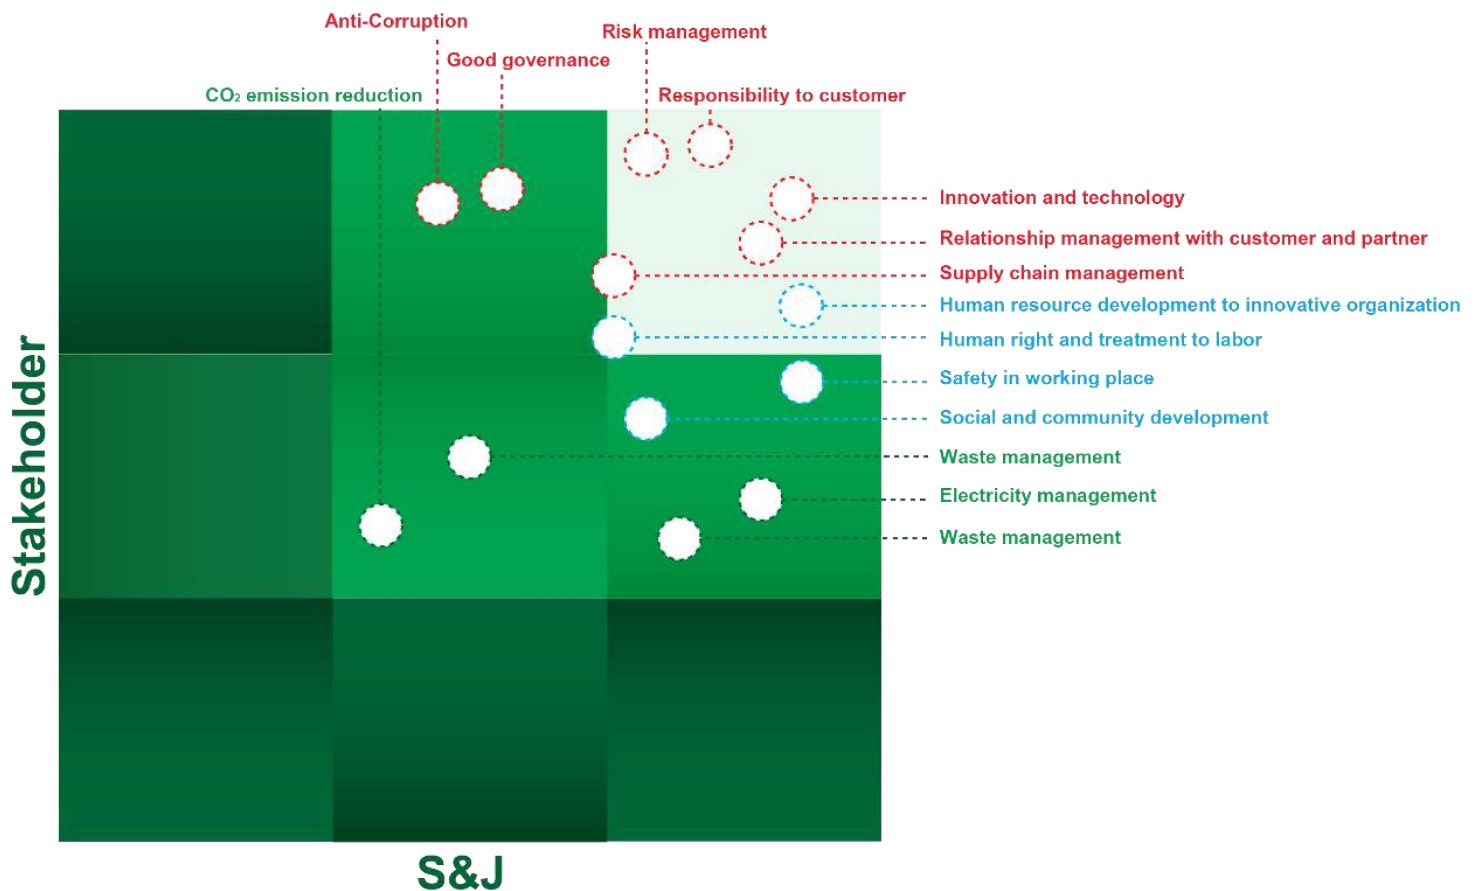 Anti-Corruption
Risk management
Good governance
CO₂ emission reduction
Responsibility to customer
Innovation and technology
Relationship management with customer and partner
Supply chain management
Human resource development to innovative organization
Human right and treatment to labor
Safety in working place
Social and community development
Waste management
Electricity management
Waste management
Stakeholder
S&J